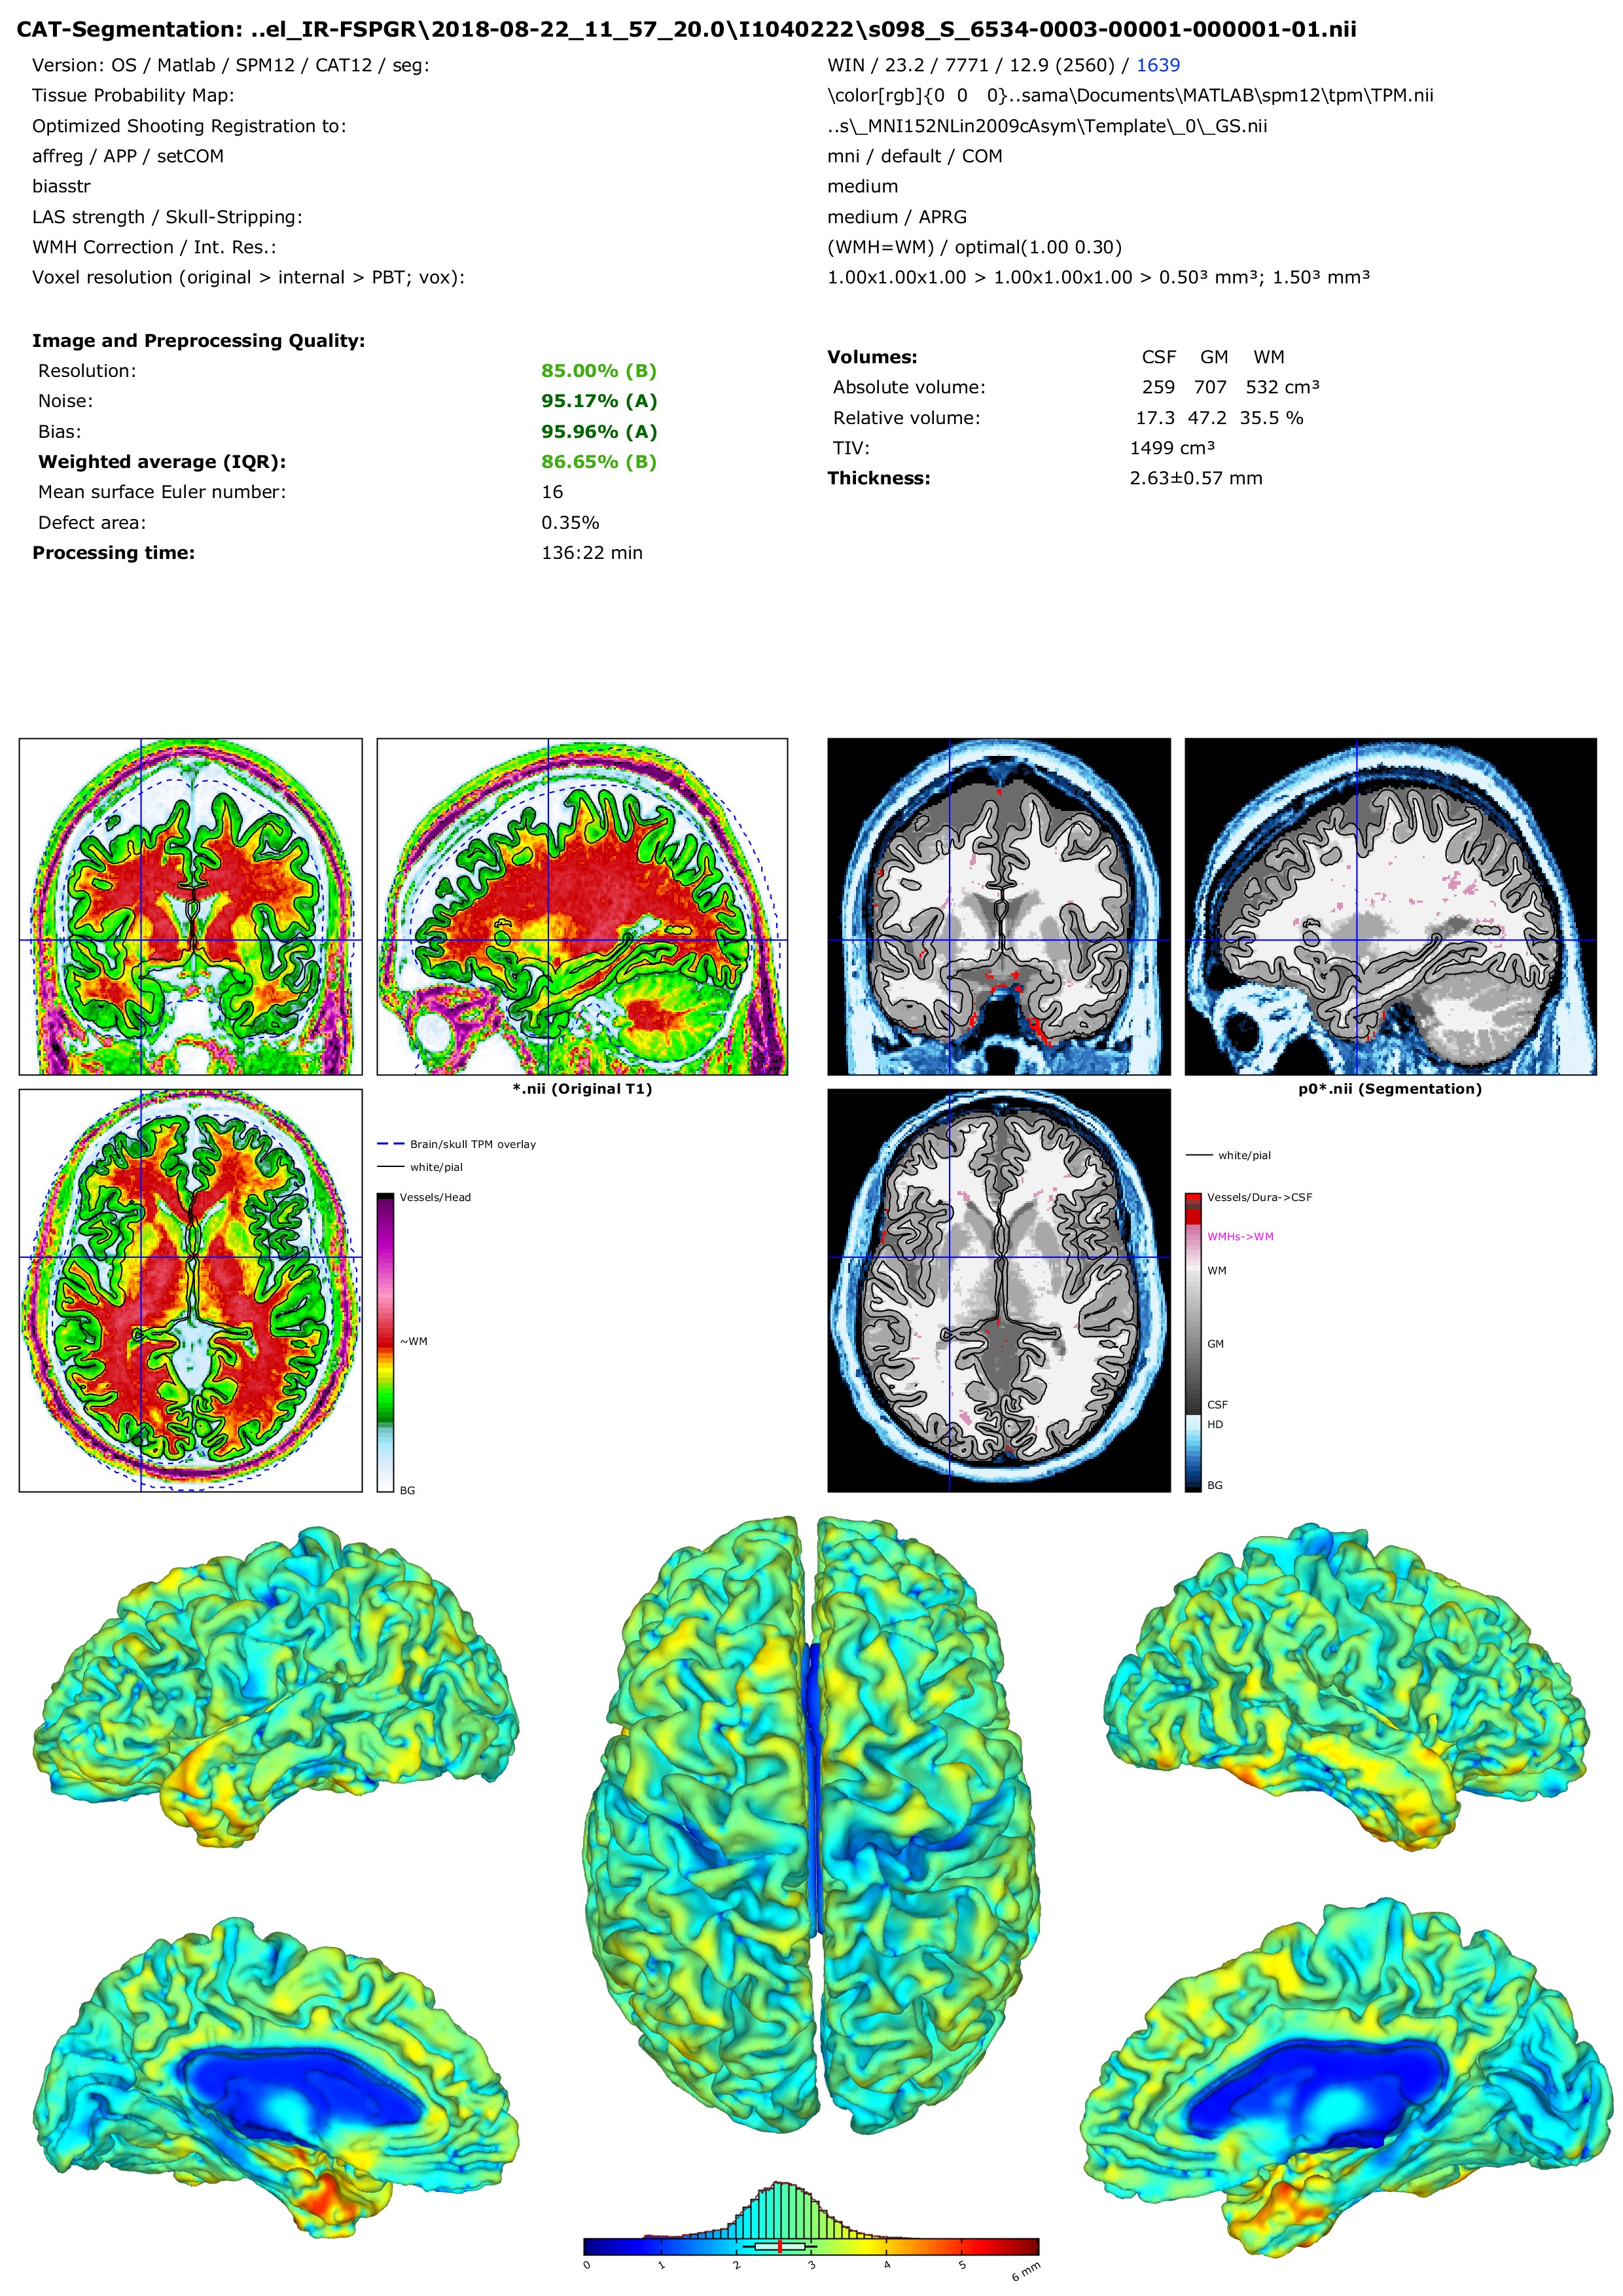 CAT-Segmentation: ..el_IR-FSPGR\2018-08-22_11_57_20.0\I1040222\s098_S_6534-0003-00001-000001-01.nii
Version: OS / Matlab / SPM12 / CAT12 / seg: WIN / 23.2 / 7771 / 12.9 (2560) / 1639
Tissue Probability Map: \color[rgb]{0 0 0}..sama\Documents\MATLAB\spm12\tpm\TPM.nii
Optimized Shooting Registration to: ..s\_MNI152NLin2009cAsym\Template\_0\_GS.nii
affreg / APP / setCOM mni / default / COM
biasstr medium
LAS strength / Skull-Stripping: medium / APRG
WMH Correction / Int. Res.: (WMH=WM) / optimal(1.00 0.30)
Voxel resolution (original > internal > PBT; vox): 1.00x1.00x1.00 > 1.00x1.00x1.00 > 0.50³ mm³; 1.50³ mm³
Image and Preprocessing Quality:
Resolution: 85.00% (B)
Noise: 95.17% (A)
Bias: 95.96% (A)
Weighted average (IQR): 86.65% (B)
Mean surface Euler number: 16
Defect area: 0.35%
Processing time: 136:22 min
Volumes: CSF GM WM
Absolute volume: 259 707 532 cm³
Relative volume: 17.3 47.2 35.5 %
TIV: 1499 cm³
Thickness: 2.63±0.57 mm
*.nii (Original T1)
Brain/skull TPM overlay
white/pial
Vessels/Head
~WM
BG
p0*.nii (Segmentation)
white/pial
Vessels/Dura->CSF
WMHs->WM
WM
GM
CSF
HD
BG
0 1 2 3 4 5 6 mm